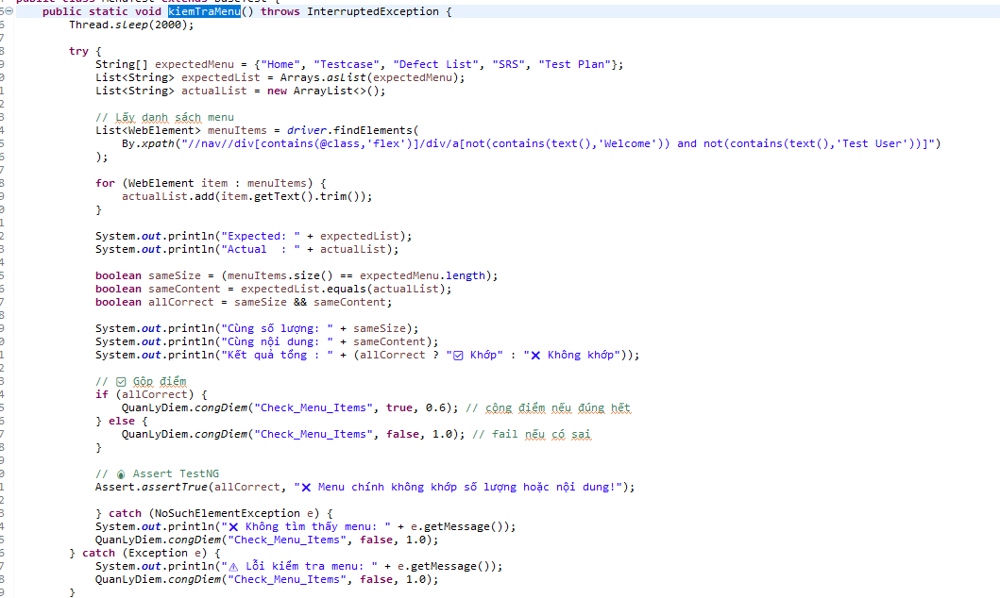 public class MenuTest extends BaseTest {
public static void kiemTraMenu() throws InterruptedException {
Thread.sleep(2000);
try {
String[] expectedMenu = {"Home", "Testcase", "Defect List", "SRS", "Test Plan"};
List<String> expectedList = Arrays.asList(expectedMenu);
List<String> actualList = new ArrayList<>();
// Lấy danh sách menu
List<WebElement> menuItems = driver.findElements(
By.xpath("//nav//div[contains(@class,'flex')]/div/a[not(contains(text(),'Welcome')) and not(contains(text(),'Test User'))]")
);
for (WebElement item : menuItems) {
actualList.add(item.getText().trim());
}
System.out.println("Expected: " + expectedList);
System.out.println("Actual  : " + actualList);
boolean sameSize = (menuItems.size() == expectedMenu.length);
boolean sameContent = expectedList.equals(actualList);
boolean allCorrect = sameSize && sameContent;
System.out.println("Cùng số lượng: " + sameSize);
System.out.println("Cùng nội dung: " + sameContent);
System.out.println("Kết quả tổng : " + (allCorrect ? "☑ Khớp" : "❌ Không khớp"));
// ☑ Gộp điểm
if (allCorrect) {
QuanLyDiem.congDiem("Check_Menu_Items", true, 0.6); // cộng điểm nếu đúng hết
} else {
QuanLyDiem.congDiem("Check_Menu_Items", false, 1.0); // fail nếu có sai
}
// Assert TestNG
Assert.assertTrue(allCorrect, "❌ Menu chính không khớp số lượng hoặc nội dung!");
} catch (NoSuchElementException e) {
System.out.println("❌ Không tìm thấy menu: " + e.getMessage());
QuanLyDiem.congDiem("Check_Menu_Items", false, 1.0);
} catch (Exception e) {
System.out.println("⚠ Lỗi kiểm tra menu: " + e.getMessage());
QuanLyDiem.congDiem("Check_Menu_Items", false, 1.0);
}